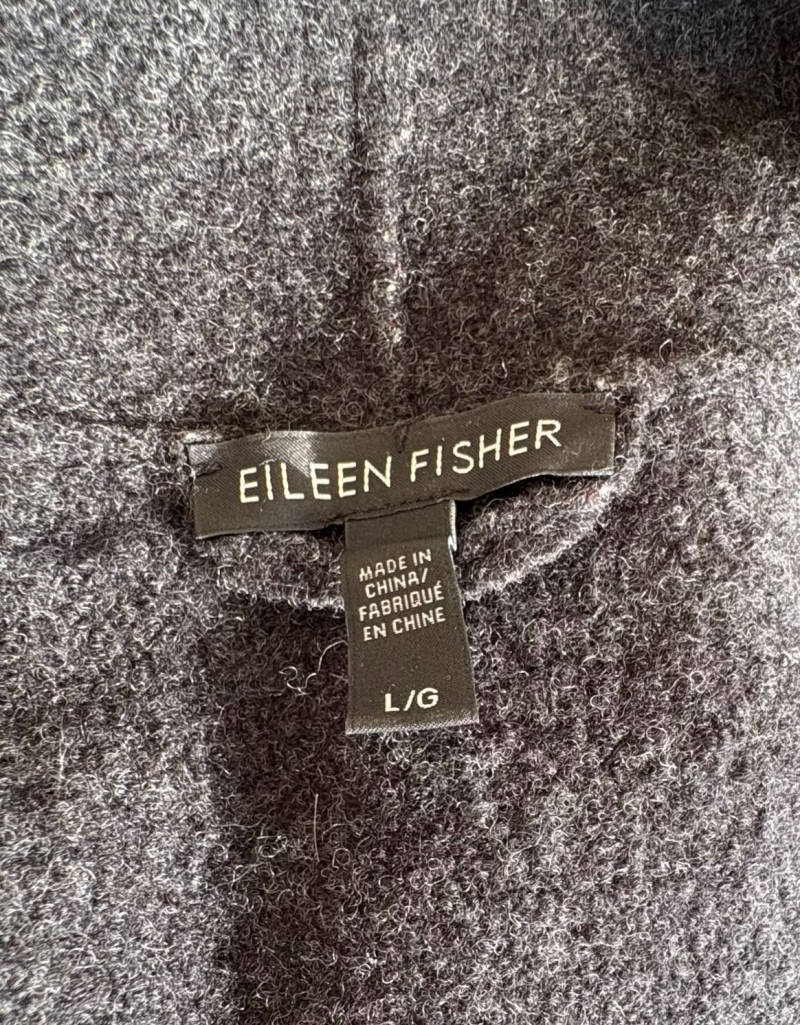 EILEEN FISHER
MADE IN
CHINA/
FABRIQUÉ
EN CHINE
L/G